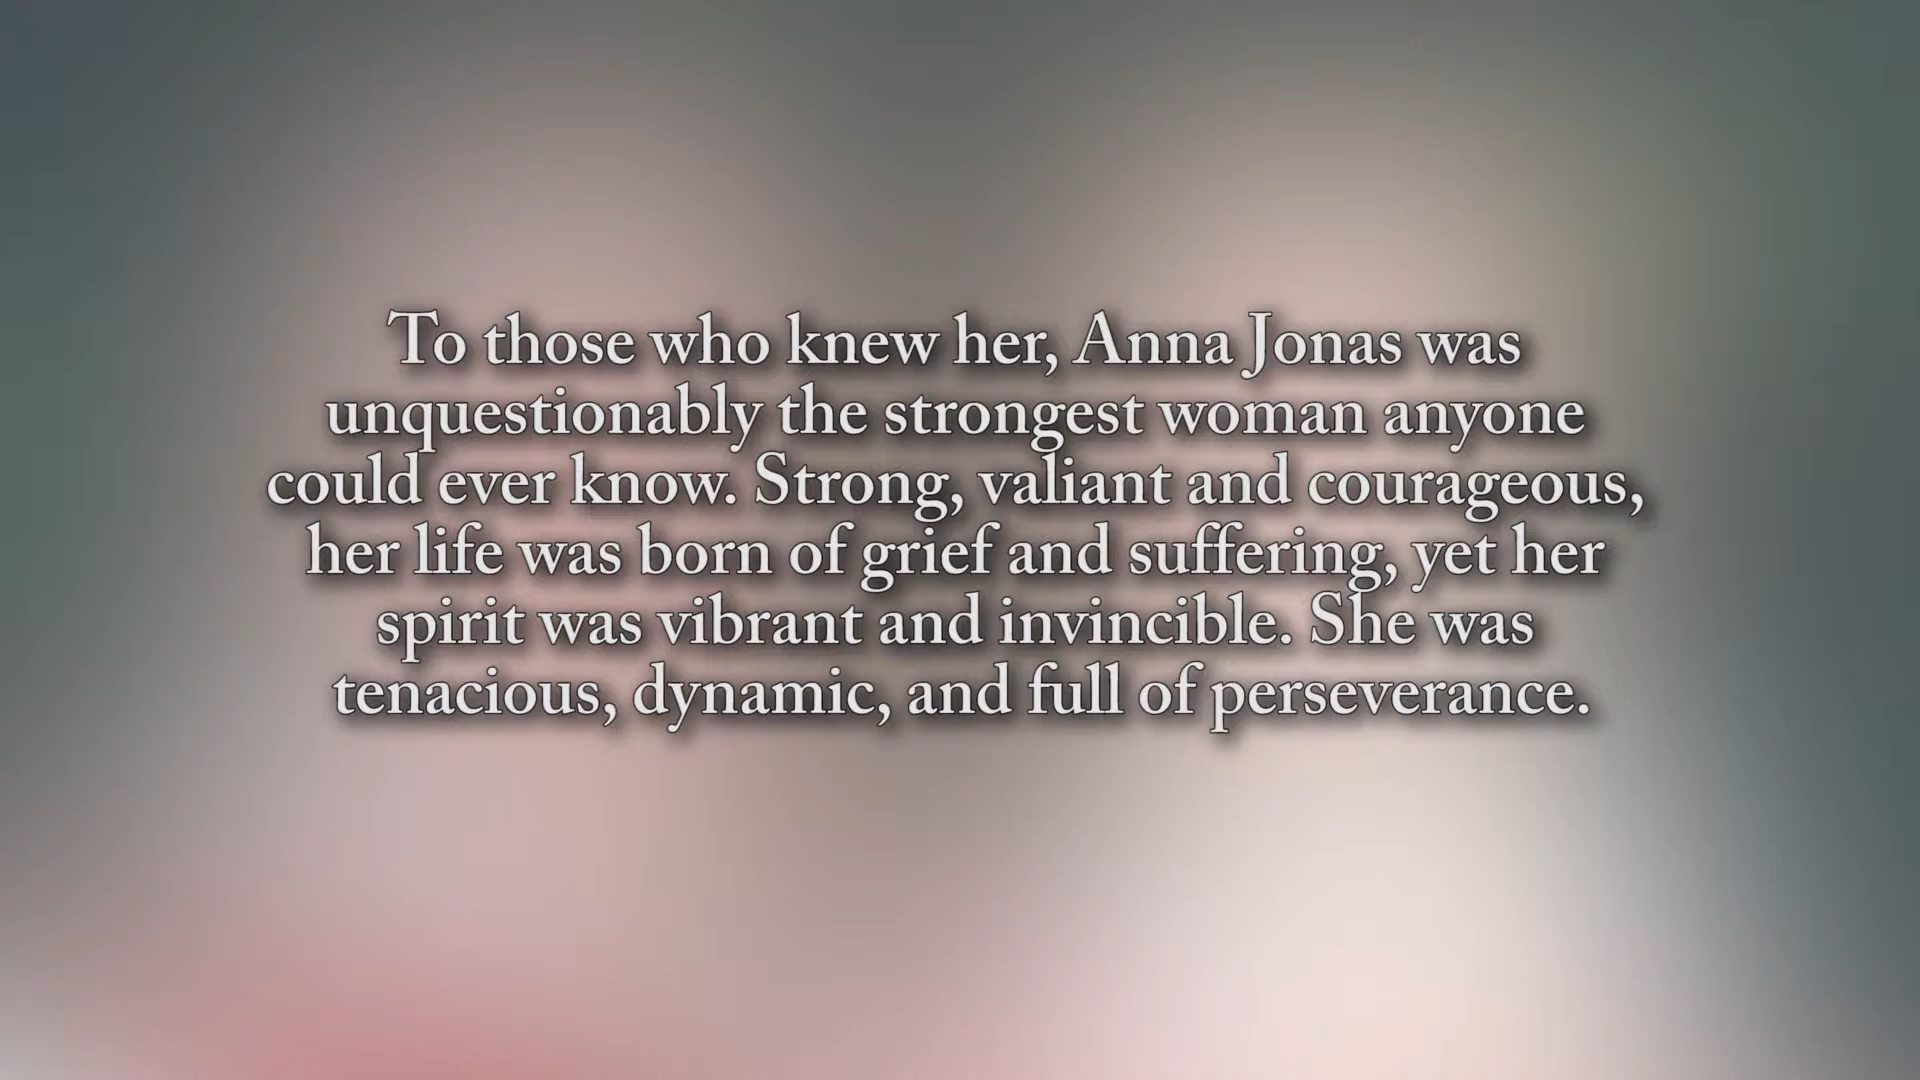 To those who knew her, Anna Jonas was
unquestionably the strongest woman anyone
could ever know. Strong, valiant and courageous,
her life was born of grief and suffering, yet her
spirit was vibrant and invincible. She was
tenacious, dynamic, and full of perseverance.